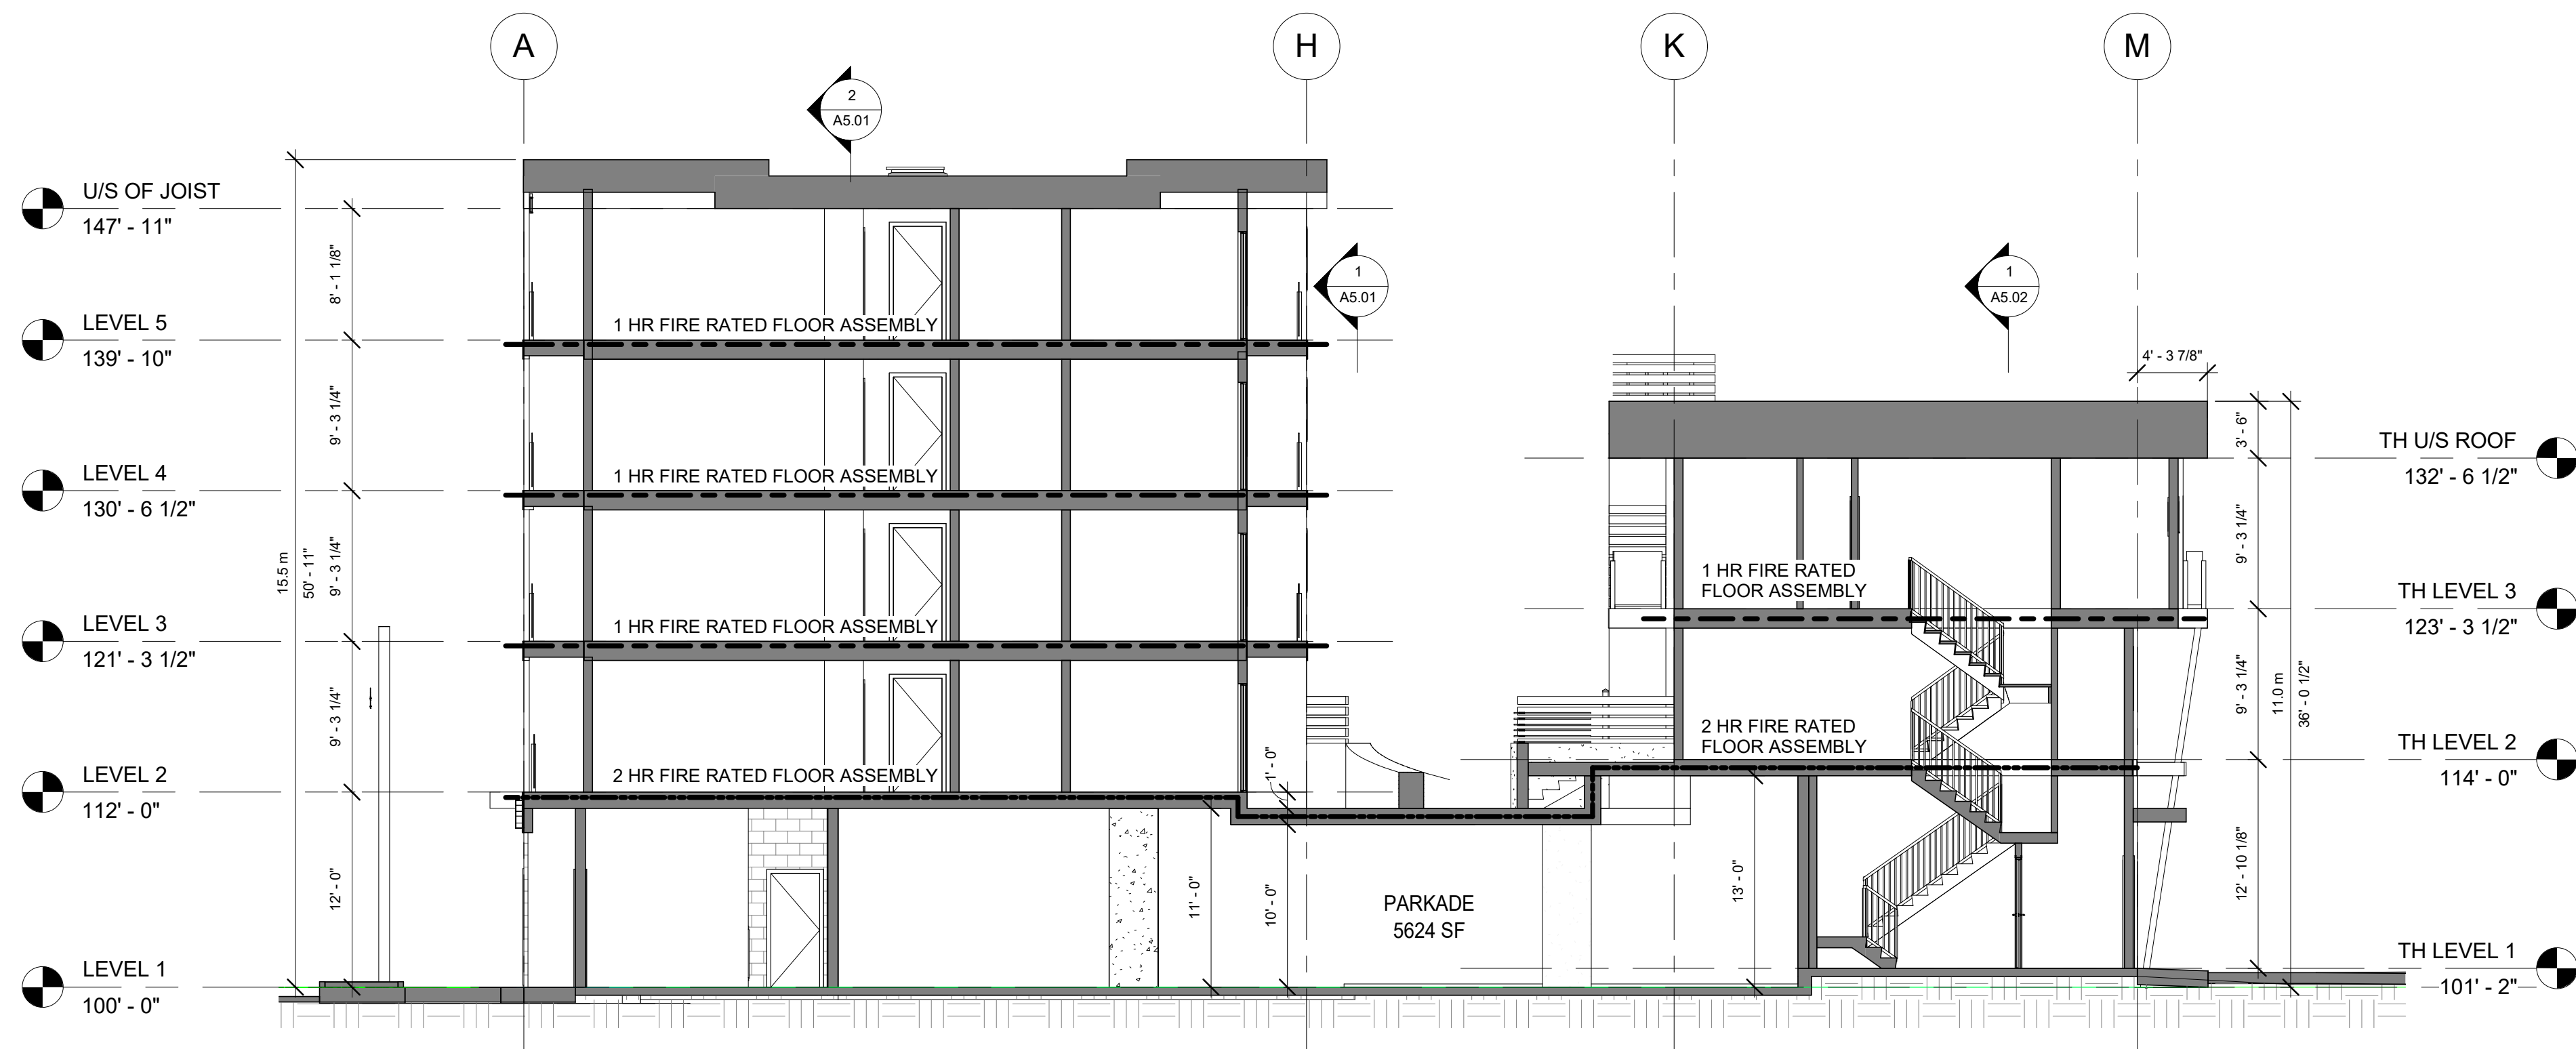 A
H
K
M
2
A5.01
1
A5.01
1
A5.02
U/S OF JOIST
147' - 11"
LEVEL 5
139' - 10"
LEVEL 4
130' - 6 1/2"
LEVEL 3
121' - 3 1/2"
LEVEL 2
112' - 0"
LEVEL 1
100' - 0"
15.5 m
50' - 11"
8' - 1 1/8"
9' - 3 1/4"
9' - 3 1/4"
9' - 3 1/4"
12' - 0"
1 HR FIRE RATED FLOOR ASSEMBLY
1 HR FIRE RATED FLOOR ASSEMBLY
1 HR FIRE RATED FLOOR ASSEMBLY
2 HR FIRE RATED FLOOR ASSEMBLY
1' - 0"
11' - 0"
10' - 0"
PARKADE
5624 SF
13' - 0"
1 HR FIRE RATED
FLOOR ASSEMBLY
2 HR FIRE RATED
FLOOR ASSEMBLY
4' - 3 7/8"
3' - 6"
9' - 3 1/4"
9' - 3 1/4"
12' - 10 1/8"
11.0 m
36' - 0 1/2"
TH U/S ROOF
132' - 6 1/2"
TH LEVEL 3
123' - 3 1/2"
TH LEVEL 2
114' - 0"
TH LEVEL 1
101' - 2"